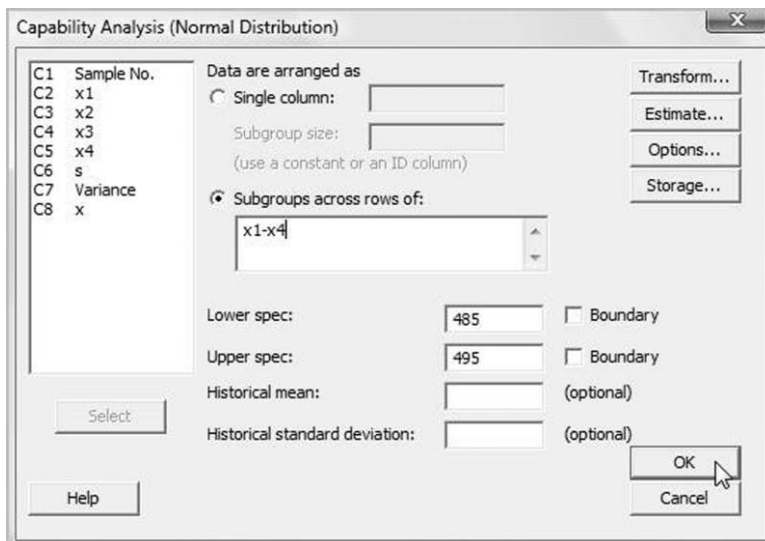 Capability Analysis (Normal Distribution)
X
C1 Sample No.
C2 x1
C3 x2
C4 x3
C5 x4
C6 s
C7 Variance
C8 x
Select
Help
Data are arranged as
Single column:
Subgroup size:
(use a constant or an ID column)
Subgroups across rows of:
x1-x4
Lower spec: 485 Boundary
Upper spec: 495 Boundary
Historical mean: (optional)
Historical standard deviation: (optional)
Transform...
Estimate...
Options...
Storage...
OK
Cancel